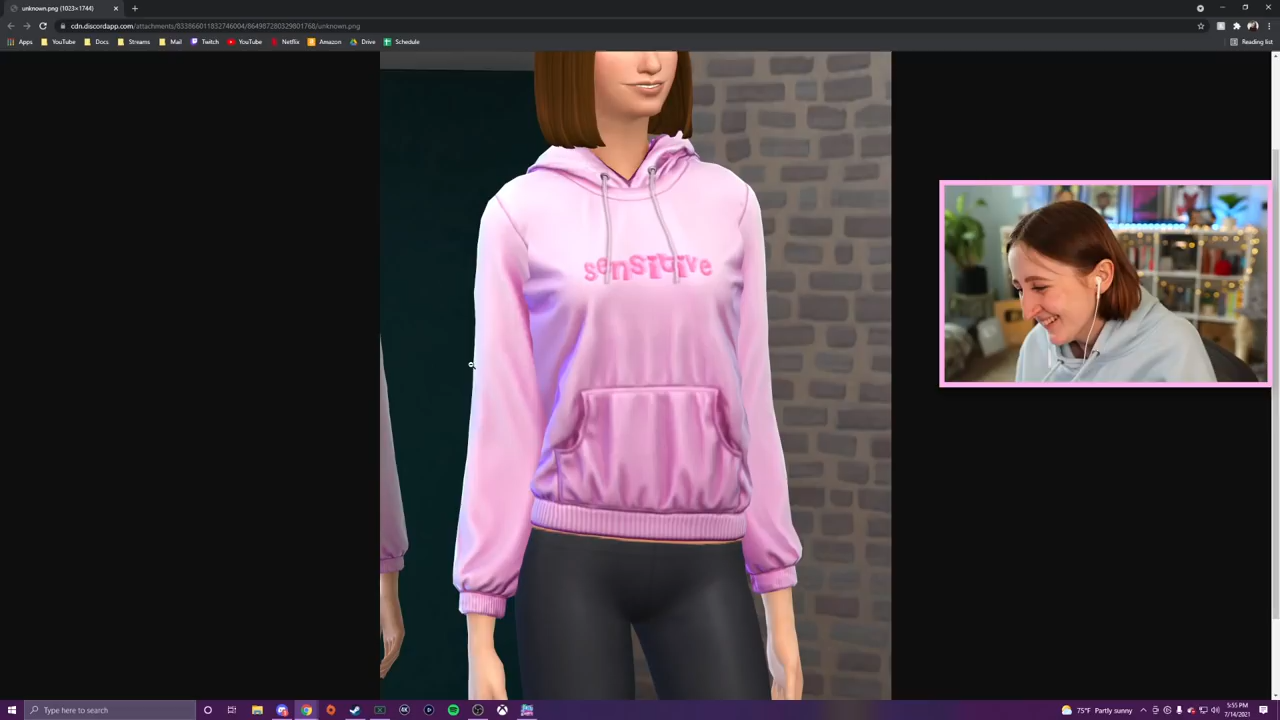 unknown.png (1023×1744)
cdn.discordapp.com/attachments/833866011832746004/864987280329801768/unknown.png
Apps YouTube Docs Streams Mail Twitch YouTube Netflix Amazon Drive Schedule Reading list
sensitive
Type here to search
75°F Partly sunny
5:55 PM
7/14/2021